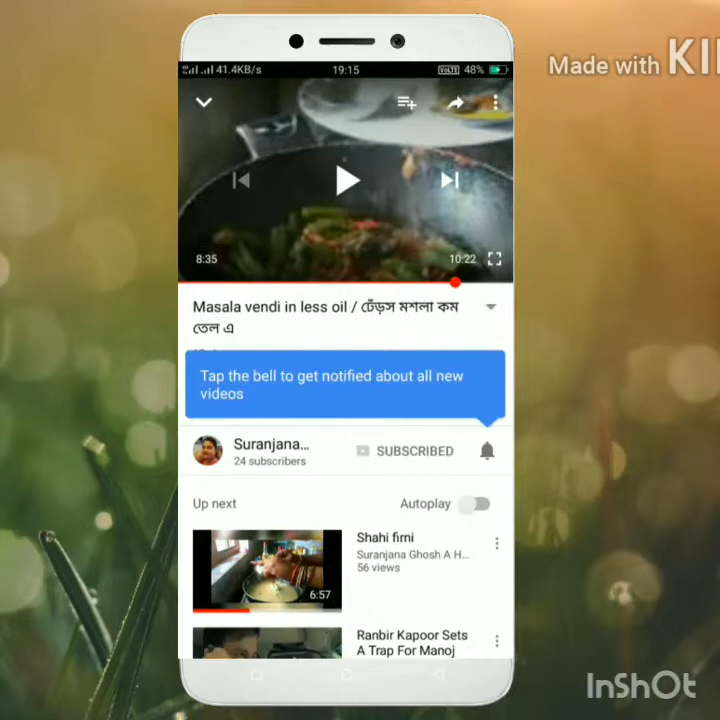 Made with KI
41.4KB/s 19:15 VOLTE 48%
8:35 10:22
Masala vendi in less oil / ঢেঁড়স মশলা কম
তেল এ
Tap the bell to get notified about all new
videos
Suranjana... SUBSCRIBED
24 subscribers
Up next Autoplay
Shahi firni
Suranjana Ghosh A H...
56 views
6:57
Ranbir Kapoor Sets
A Trap For Manoj
InShOt